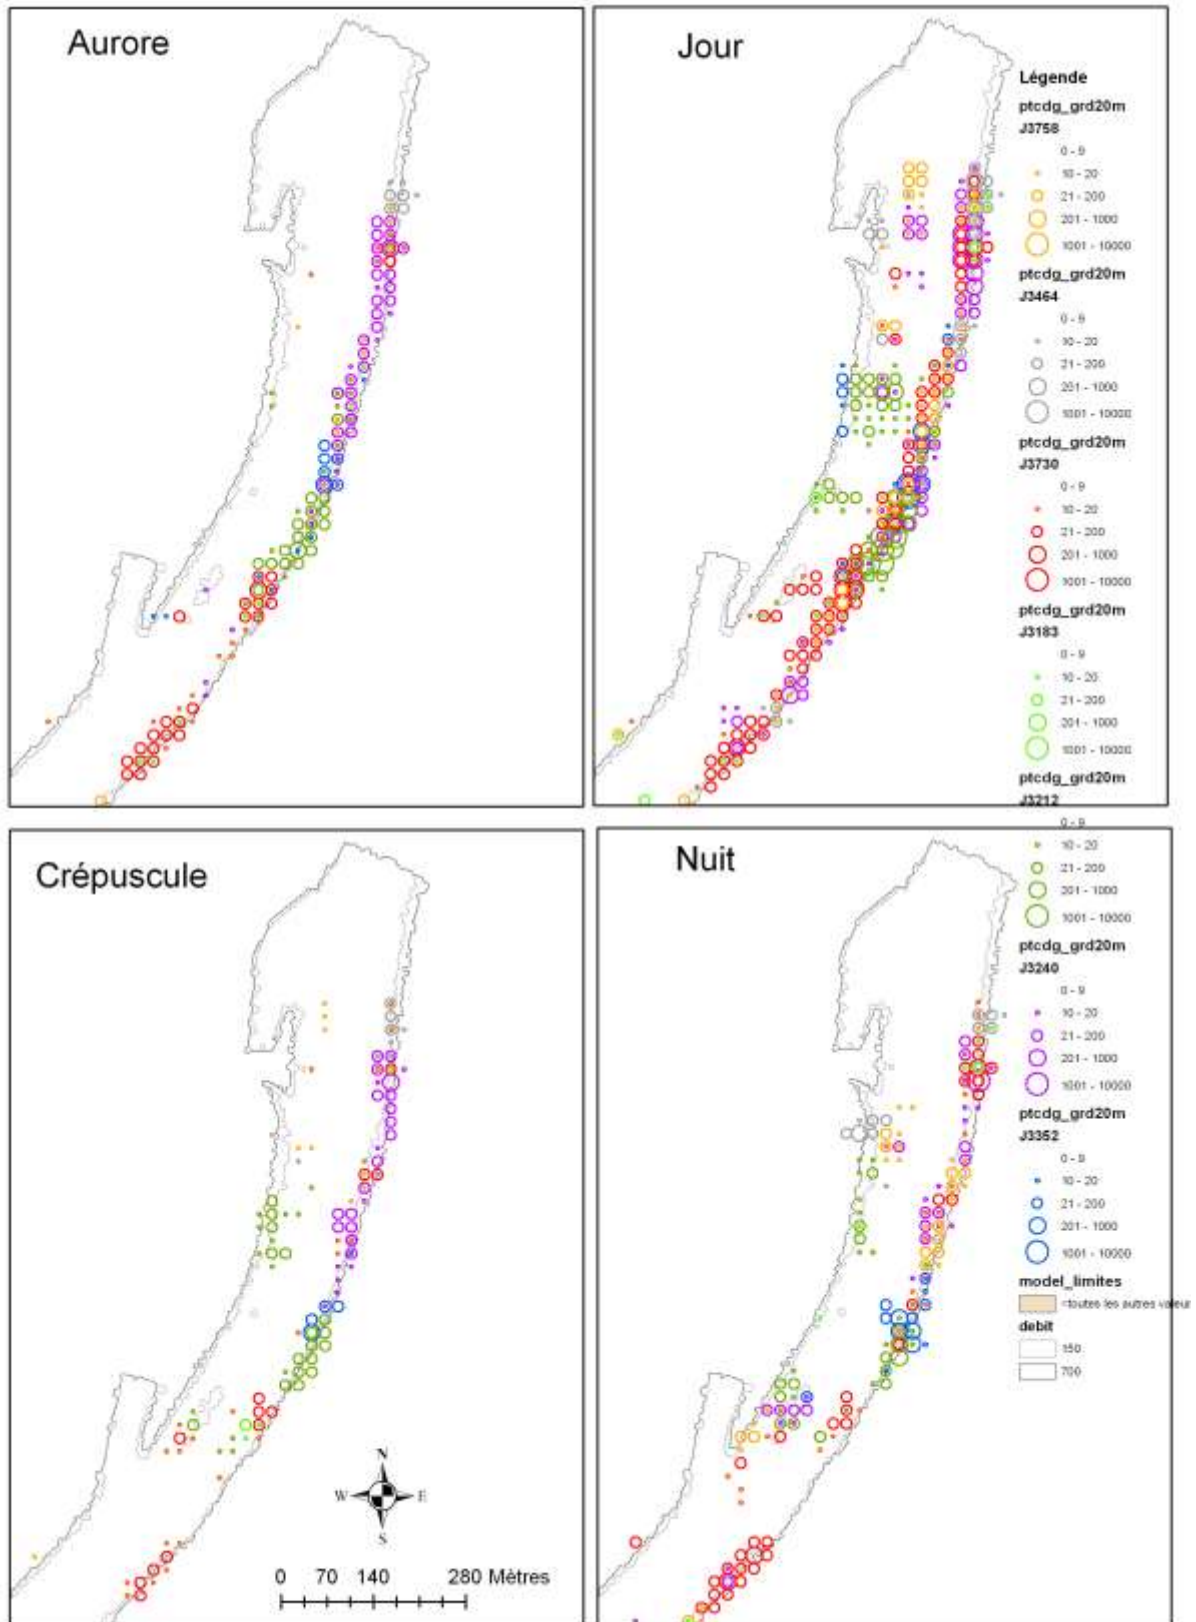 Aurore
Jour
Légende
ptcdg_grd20m
J3758
0 - 9
10 - 20
21 - 200
201 - 1000
1001 - 10000
ptcdg_grd20m
J3464
0 - 9
10 - 20
21 - 200
201 - 1000
1001 - 10000
ptcdg_grd20m
J3730
0 - 9
10 - 20
21 - 200
201 - 1000
1001 - 10000
ptcdg_grd20m
J3183
0 - 9
10 - 20
21 - 200
201 - 1000
1001 - 10000
ptcdg_grd20m
J3212
0 - 9
10 - 20
21 - 200
201 - 1000
1001 - 10000
ptcdg_grd20m
J3240
0 - 9
10 - 20
21 - 200
201 - 1000
1001 - 10000
ptcdg_grd20m
J3352
0 - 9
10 - 20
21 - 200
201 - 1000
1001 - 10000
model_limites
<toutes les autres valeur
debit
150
700
Crépuscule
Nuit
N
W E
S
0 70 140 280 Mètres